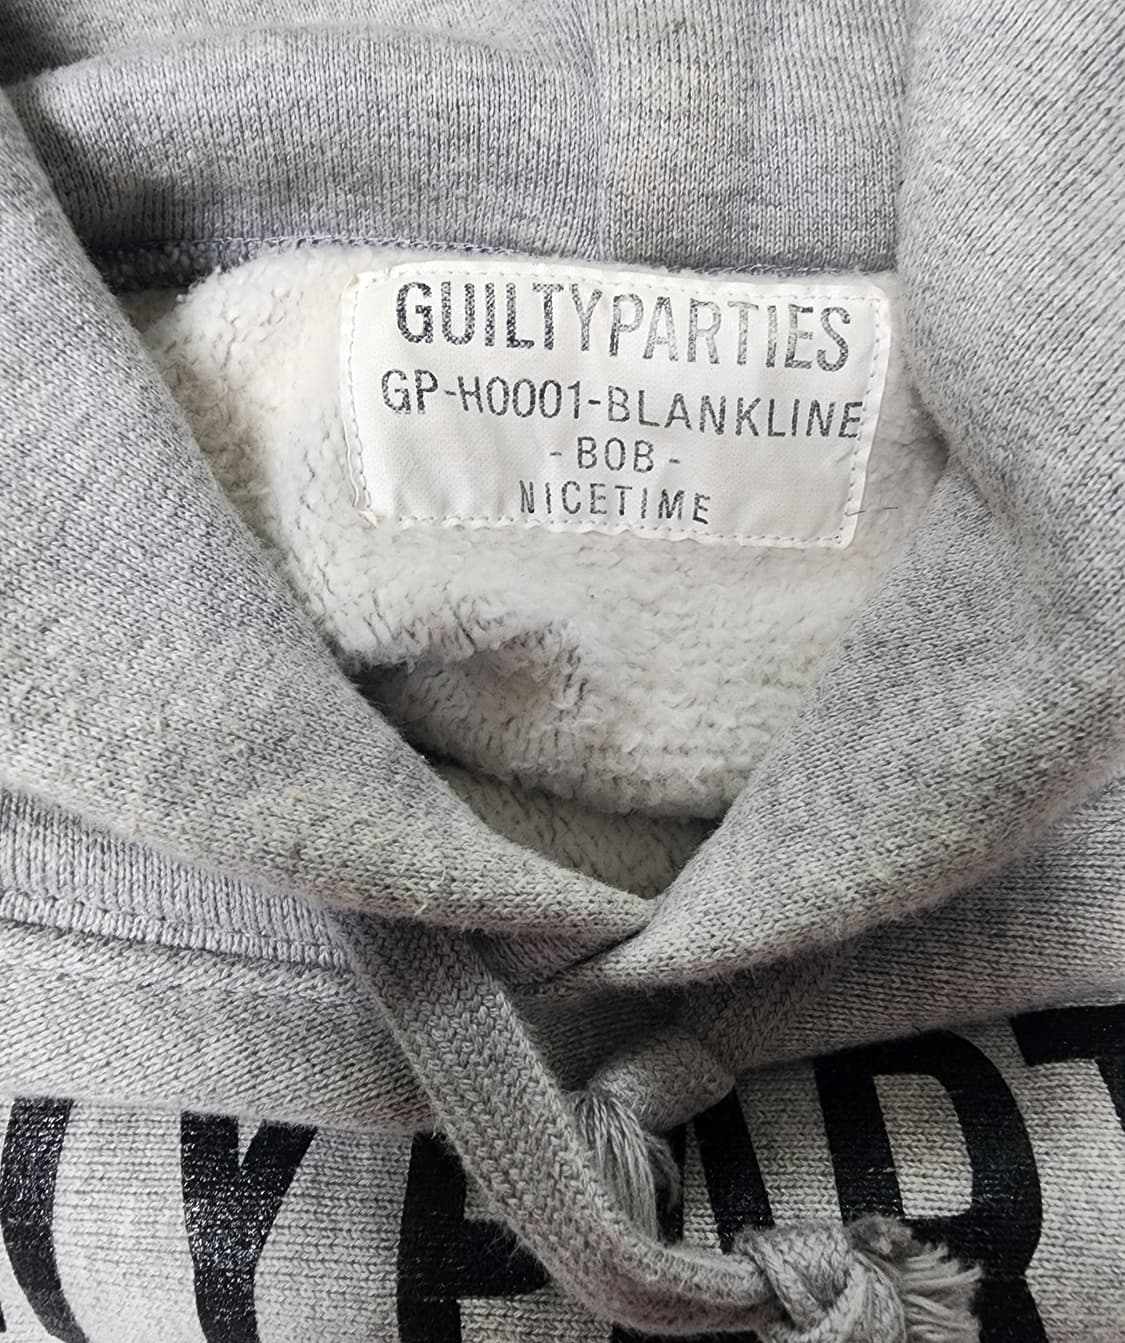 GUILTYPARTIES
GP-H0001-BLANKLINE
- BOB -
NICETIME